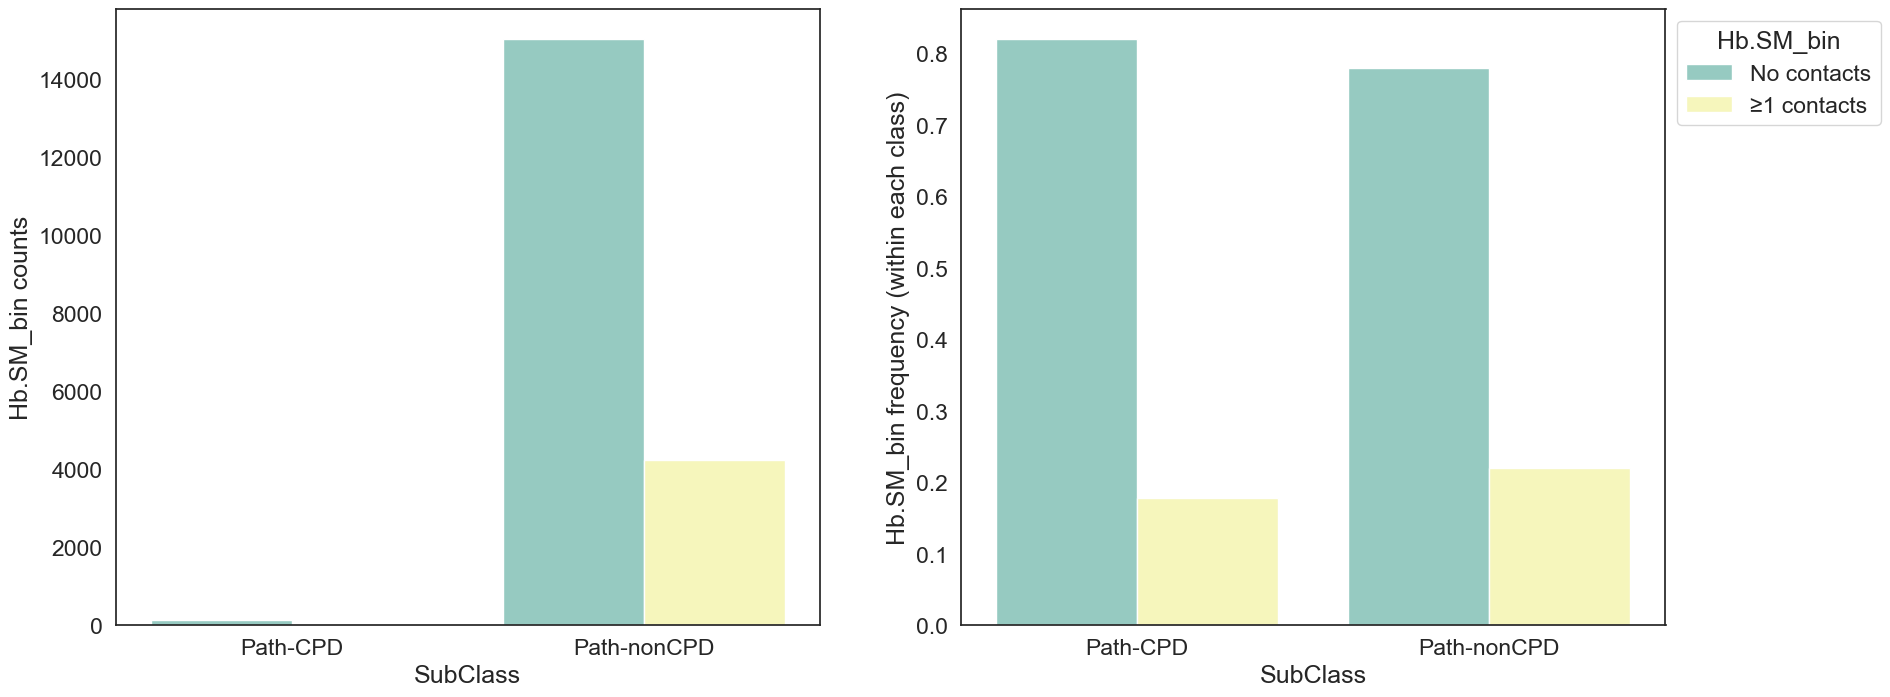 Hb.SM_bin counts
14000
12000
10000
8000
6000
4000
2000
0
Path-CPD
Path-nonCPD
SubClass
Hb.SM_bin frequency (within each class)
0.8
0.7
0.6
0.5
0.4
0.3
0.2
0.1
0.0
Path-CPD
Path-nonCPD
SubClass
Hb.SM_bin
No contacts
≥1 contacts